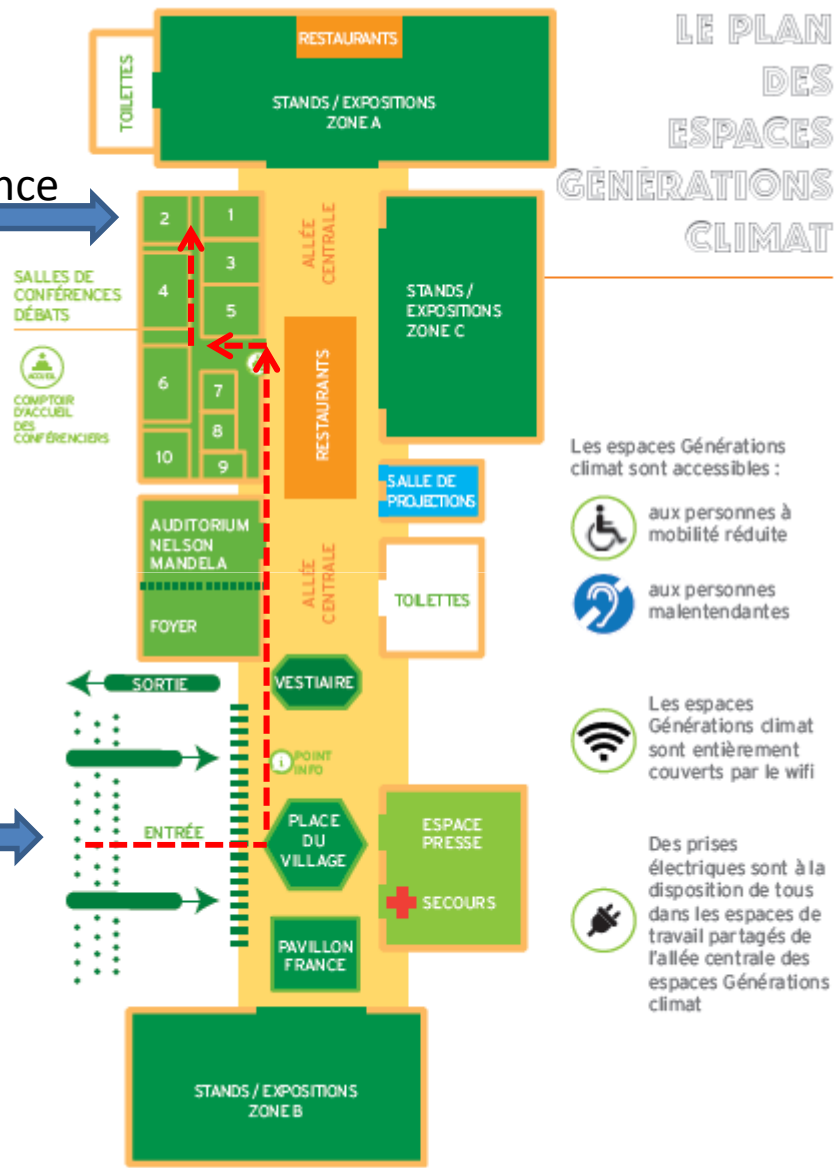 LE PLAN
DES
ESPACES
GÉNÉRATIONS
CLIMAT
RESTAURANTS
TOILETTES
STANDS / EXPOSITIONS
ZONE A
2
1
3
4
5
6
7
8
9
10
ALLÉE
CENTRALE
SALLES DE
CONFÉRENCES
DÉBATS
ACCUEIL
COMPTOIR
D'ACCUEIL
DES
CONFÉRENCIERS
STANDS /
EXPOSITIONS
ZONE C
RESTAURANTS
SALLE DE
PROJECTIONS
AUDITORIUM
NELSON
MANDELA
FOYER
ALLÉE
CENTRALE
TOILETTES
SORTIE
VESTIAIRE
i POINT
INFO
ENTRÉE
PLACE
DU
VILLAGE
ESPACE
PRESSE
SECOURS
PAVILLON
FRANCE
STANDS / EXPOSITIONS
ZONE B
Les espaces Générations
climat sont accessibles :
aux personnes à
mobilité réduite
aux personnes
malentendantes
Les espaces
Générations climat
sont entièrement
couverts par le wifi
Des prises
électriques sont à la
disposition de tous
dans les espaces de
travail partagés de
l'allée centrale des
espaces Générations
climat